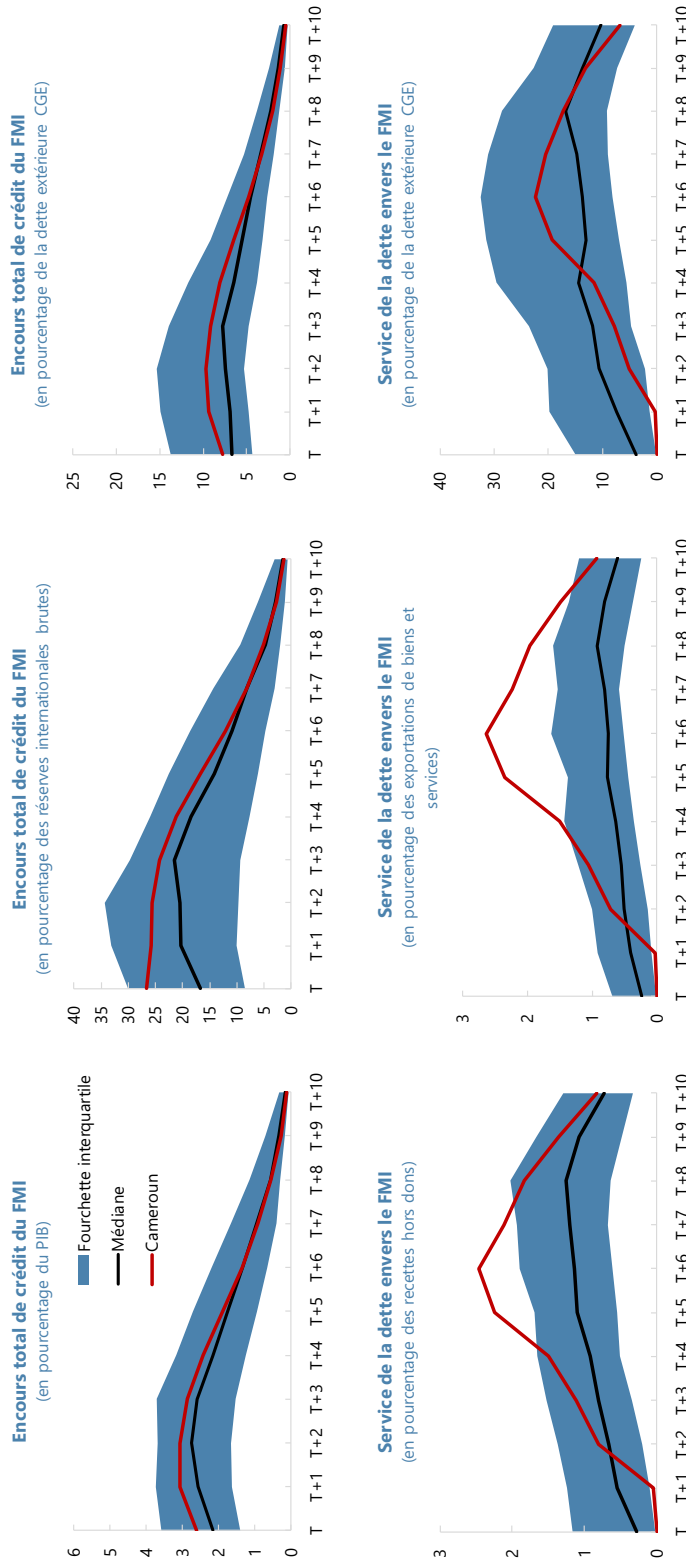 Encours total de crédit du FMI
(en pourcentage du PIB)
6
5
4
3
2
1
0
Fourchette interquartile
Médiane
Cameroun
T T+1 T+2 T+3 T+4 T+5 T+6 T+7 T+8 T+9 T+10
Encours total de crédit du FMI
(en pourcentage des réserves internationales brutes)
40
35
30
25
20
15
10
5
0
T T+1 T+2 T+3 T+4 T+5 T+6 T+7 T+8 T+9 T+10
Encours total de crédit du FMI
(en pourcentage de la dette extérieure CGE)
25
20
15
10
5
0
T T+1 T+2 T+3 T+4 T+5 T+6 T+7 T+8 T+9 T+10
Service de la dette envers le FMI
(en pourcentage des recettes hors dons)
3
2
1
0
T T+1 T+2 T+3 T+4 T+5 T+6 T+7 T+8 T+9 T+10
Service de la dette envers le FMI
(en pourcentage des exportations de biens et
services)
3
2
1
0
T T+1 T+2 T+3 T+4 T+5 T+6 T+7 T+8 T+9 T+10
Service de la dette envers le FMI
(en pourcentage de la dette extérieure CGE)
40
30
20
10
0
T T+1 T+2 T+3 T+4 T+5 T+6 T+7 T+8 T+9 T+10